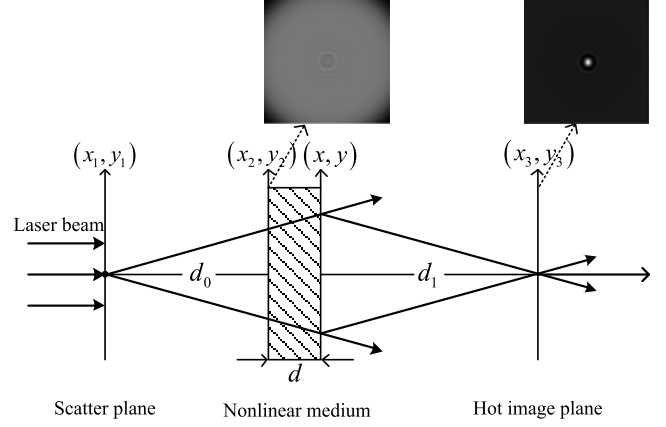 (x₁, y₁)
(x₂, y₂)
(x, y)
(x₃, y₃)
Laser beam
d₀
d₁
d
Scatter plane
Nonlinear medium
Hot image plane